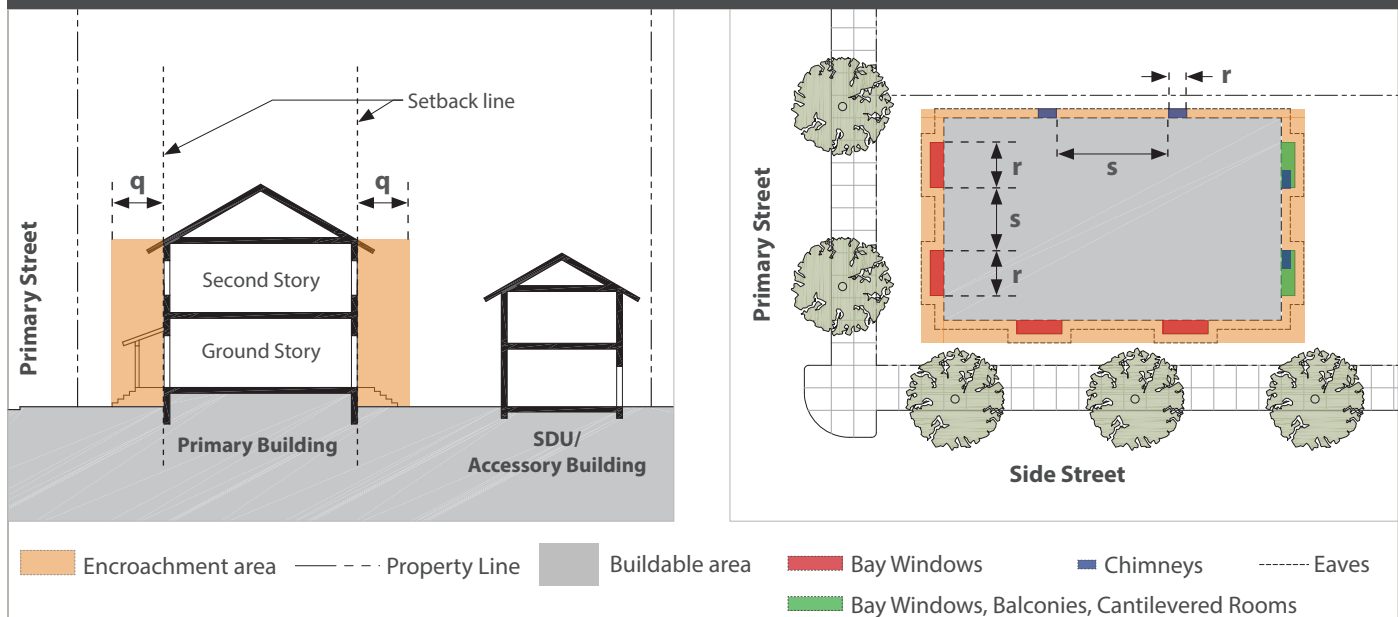 Setback line
q
q
Primary Street
Second Story
Ground Story
Primary Building
SDU/
Accessory Building
r
s
r
s
r
Primary Street
Side Street
Encroachment area
Property Line
Buildable area
Bay Windows
Chimneys
Eaves
Bay Windows, Balconies, Cantilevered Rooms